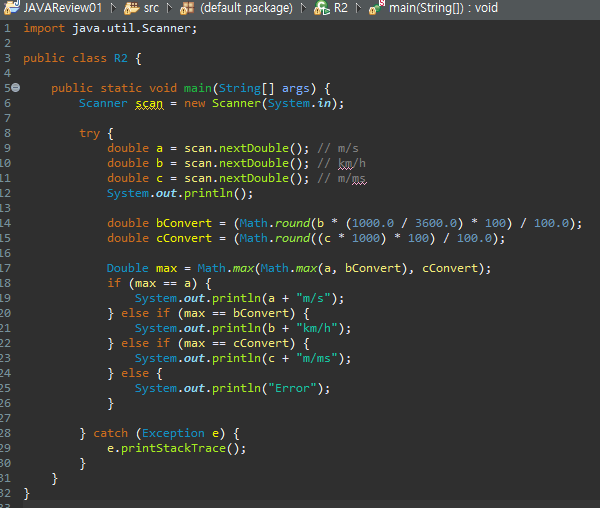 JAVAReview01 src (default package) R2 main(String[]) : void
1 import java.util.Scanner;
2
3 public class R2 {
4
5 public static void main(String[] args) {
6 Scanner scan = new Scanner(System.in);
7
8 try {
9 double a = scan.nextDouble(); // m/s
10 double b = scan.nextDouble(); // km/h
11 double c = scan.nextDouble(); // m/ms
12 System.out.println();
13
14 double bConvert = (Math.round(b * (1000.0 / 3600.0) * 100) / 100.0);
15 double cConvert = (Math.round((c * 1000) * 100) / 100.0);
16
17 Double max = Math.max(Math.max(a, bConvert), cConvert);
18 if (max == a) {
19 System.out.println(a + "m/s");
20 } else if (max == bConvert) {
21 System.out.println(b + "km/h");
22 } else if (max == cConvert) {
23 System.out.println(c + "m/ms");
24 } else {
25 System.out.println("Error");
26 }
27
28 } catch (Exception e) {
29 e.printStackTrace();
30 }
31 }
32 }
33